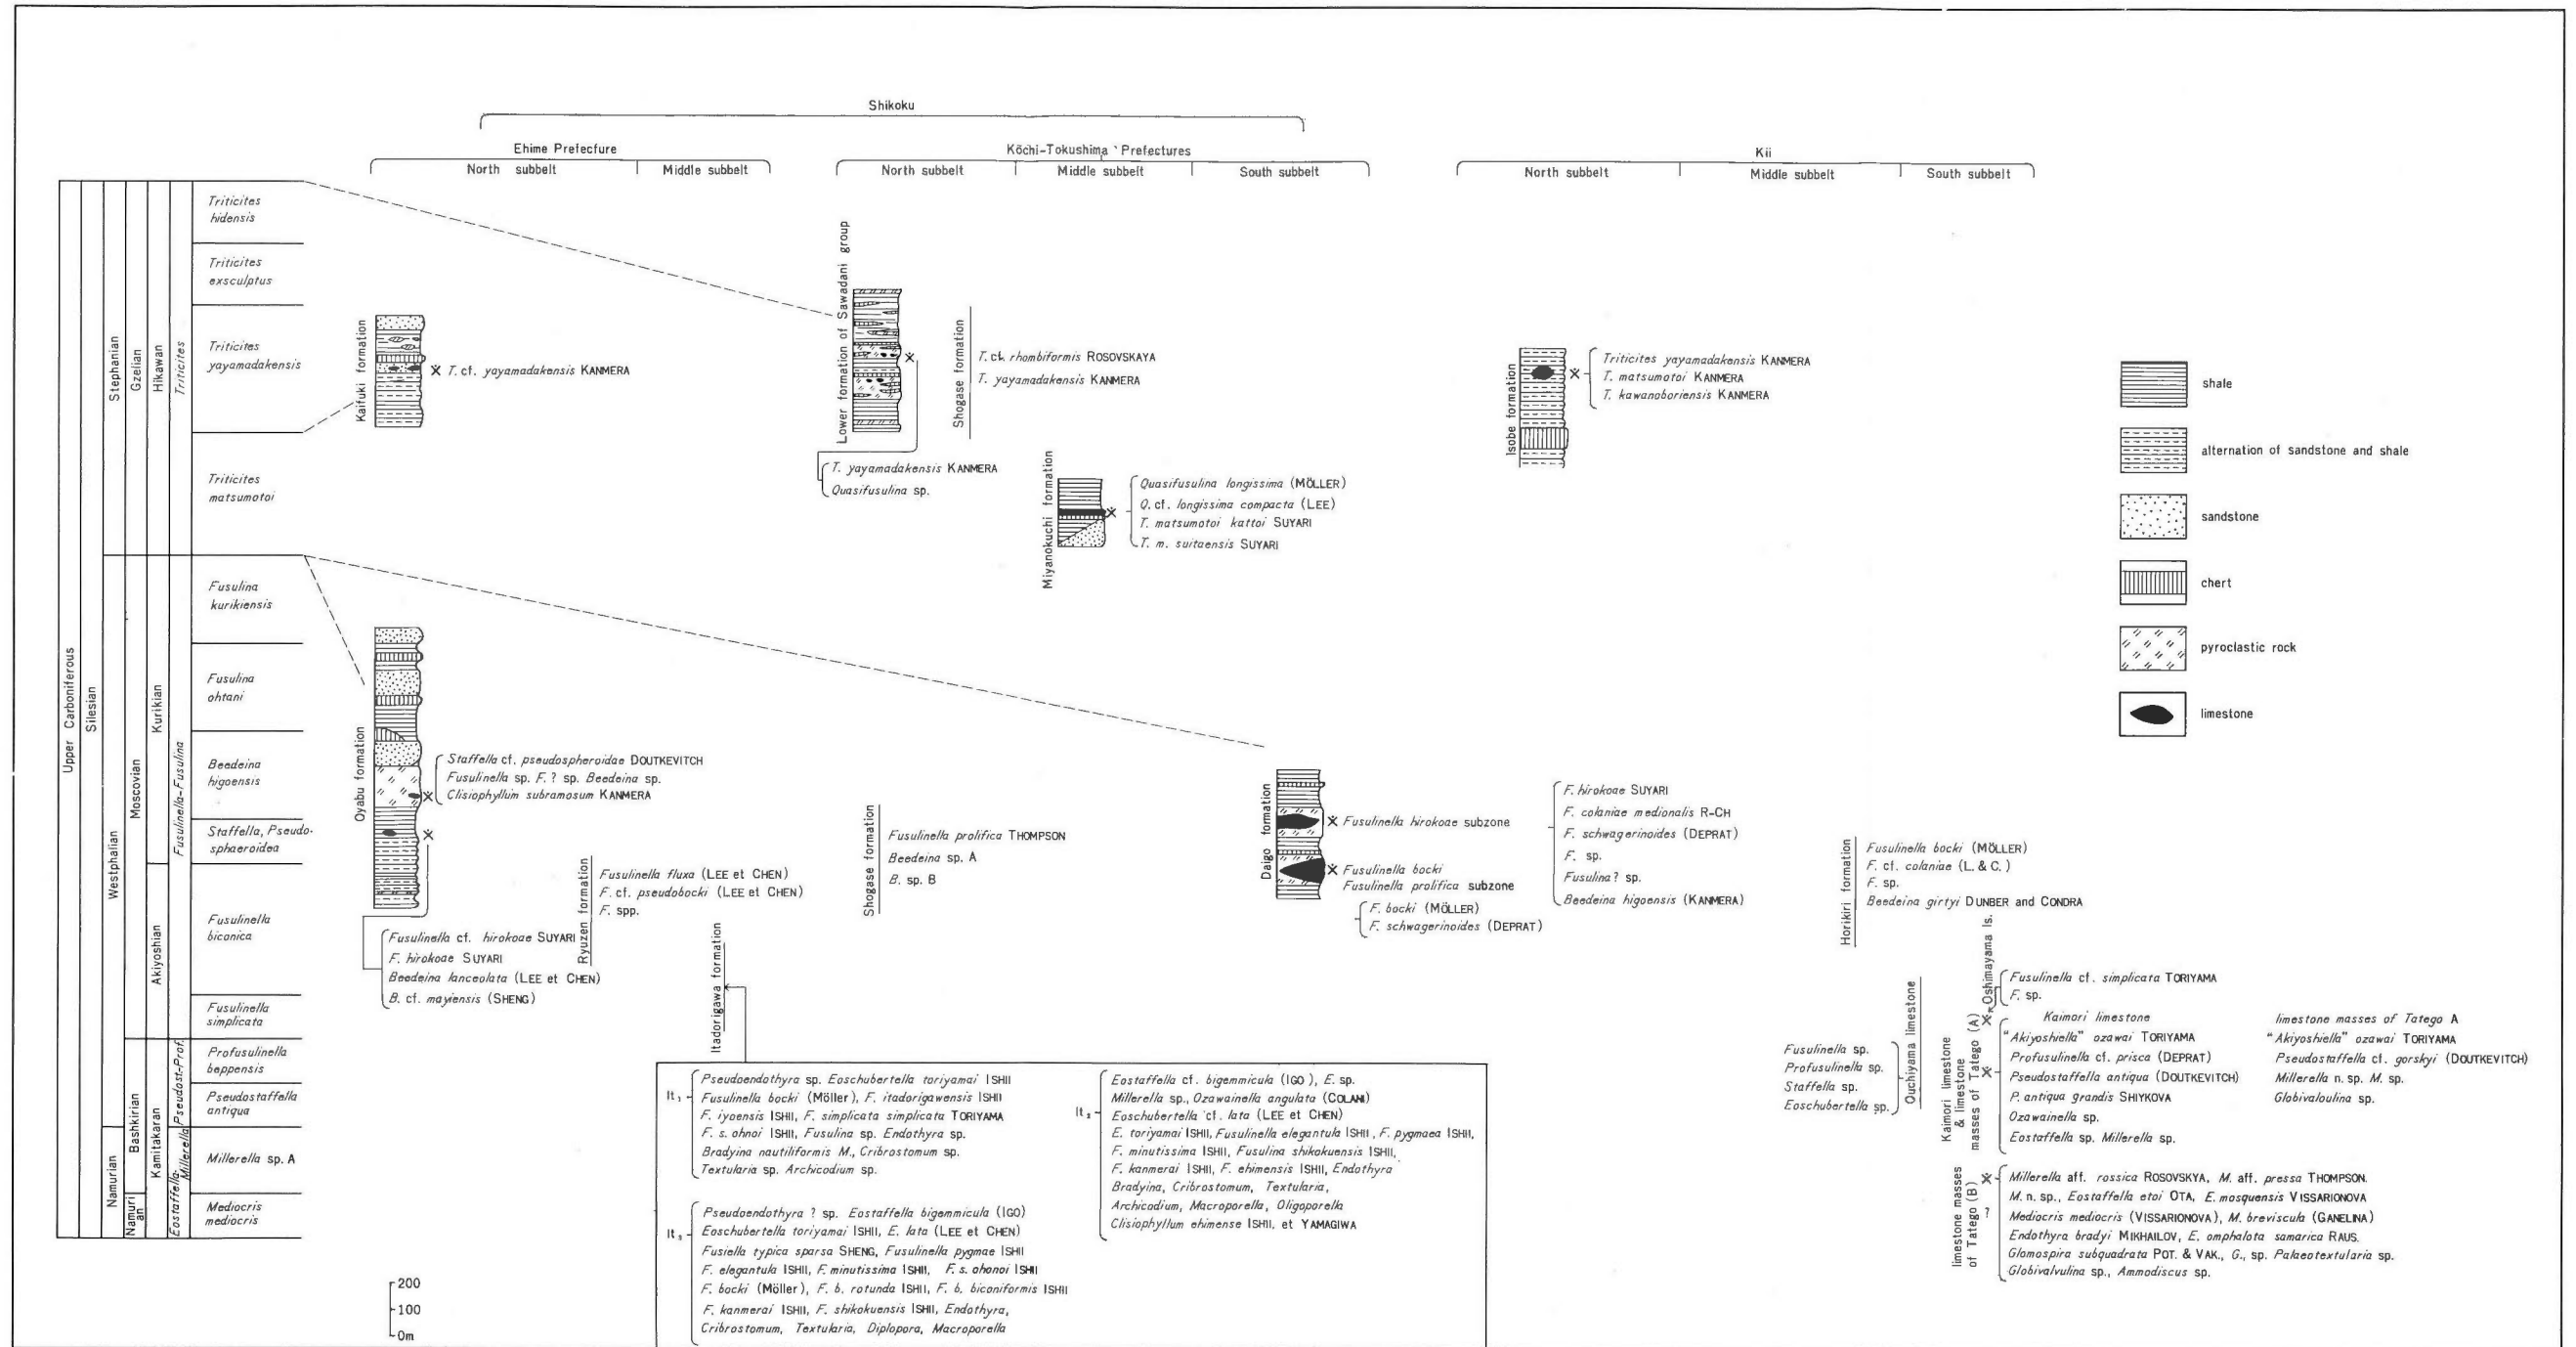 Shikoku
Ehime Prefecfure
North subbelt
Middle subbelt
Kōchi-Tokushima Prefectures
North subbelt
Middle subbelt
South subbelt
Kii
North subbelt
Middle subbelt
South subbelt
Upper Carboniferous
Silesian
Stephanian
Westphalian
Namurian
Gzelian
Moscovian
Bashkirian
Namuri
an
Hikawan
Kurikian
Akiyoshian
Kamitakaran
Triticites
Fusulinella-Fusulina
Pseudost-Prof.
Eostaffella-
Millerella
Triticites
hidensis
Triticites
exsculptus
Triticites
yayamadakensis
Triticites
matsumotoi
Fusulina
kurikiensis
Fusulina
ohtani
Beedeina
higoensis
Staffella, Pseudo-
sphaeroidea
Fusulinella
biconica
Fusulinella
simplicata
Profusulinella
beppensis
Pseudostaffella
antiqua
Millerella sp. A
Mediocris
mediocris
Kaifuki formation
T. cf. yayamadakensis KANMERA
Lower formation of Sawadani group
T. yayamadakensis KANMERA
Quasifusulina sp.
Shogase formation
T. cf. rhombiformis ROSOVSKAYA
T. yayamadakensis KANMERA
Miyanokuchi formation
Quasifusulina longissima (MÖLLER)
Q. cf. longissima compacta (LEE)
T. matsumotoi kattoi SUYARI
T. m. suitaensis SUYARI
Isobe formation
Triticites yayamadakensis KANMERA
T. matsumotoi KANMERA
T. kawanoboriensis KANMERA
shale
alternation of sandstone and shale
sandstone
chert
pyroclastic rock
limestone
Oyabu formation
Staffella cf. pseudospheroidae DOUTKEVITCH
Fusulinella sp. F. ? sp. Beedeina sp.
Clisiophyllum subramosum KANMERA
Fusulinella cf. hirokoae SUYARI
F. hirokoae SUYARI
Beedeina lanceolata (LEE et CHEN)
B. cf. mayiensis (SHENG)
Ryuzen formation
Fusulinella fluxa (LEE et CHEN)
F. cf. pseudobocki (LEE et CHEN)
F. spp.
Itadorigawa formation
Shogase formation
Fusulinella prolifica THOMPSON
Beedeina sp. A
B. sp. B
Daigo formation
Fusulinella hirokoae subzone
Fusulinella bocki
Fusulinella prolifica subzone
F. bocki (MÖLLER)
F. schwagerinoides (DEPRAT)
F. hirokoae SUYARI
F. colaniae medionalis R-CH
F. schwagerinoides (DEPRAT)
F. sp.
Fusulina? sp.
Beedeina higoensis (KANMERA)
Horikiri formation
Fusulinella bocki (MÖLLER)
F. cf. colaniae (L. & C.)
F. sp.
Beedeina girtyi DUNBER and CONDRA
Oshimayama ls.
Fusulinella cf. simplicata TORIYAMA
F. sp.
Ouchiyama limestone
Fusulinella sp.
Profusulinella sp.
Staffella sp.
Eoschubertella sp.
Kaimori limestone
& limestone
masses of Tatego (A)
Kaimori limestone
"Akiyoshiella" ozawai TORIYAMA
Profusulinella cf. prisca (DEPRAT)
Pseudostaffella antiqua (DOUTKEVITCH)
P. antiqua grandis SHIYKOVA
Ozawainella sp.
Eostaffella sp. Millerella sp.
limestone masses of Tatego A
"Akiyoshiella" ozawai TORIYAMA
Pseudostaffella cf. gorskyi (DOUTKEVITCH)
Millerella n. sp. M. sp.
Globivaloulina sp.
limestone masses
of Tatego (B)
?
Millerella aff. rossica ROSOVSKYA, M. aff. pressa THOMPSON.
M. n. sp., Eostaffella etoi OTA, E. mosquensis VISSARIONOVA
Mediocris mediocris (VISSARIONOVA), M. breviscula (GANELINA)
Endothyra bradyi MIKHAILOV, E. omphalota samarica RAUS.
Glomospira subquadrata POT. & VAK., G., sp. Palaeotextularia sp.
Globivalvulina sp., Ammodiscus sp.
It₁
Pseudoendothyra sp. Eoschubertella toriyamai ISHII
Fusulinella bocki (Möller), F. itadorigawensis ISHII
F. iyoensis ISHII, F. simplicata simplicata TORIYAMA
F. s. ohnoi ISHII, Fusulina sp. Endothyra sp.
Bradyina nautiliformis M., Cribrostomum sp.
Textularia sp. Archicodium sp.
It₃
Pseudoendothyra ? sp. Eostaffella bigemmicula (IGO)
Eoschubertella toriyamai ISHII, E. lata (LEE et CHEN)
Fusiella typica sparsa SHENG, Fusulinella pygmae ISHII
F. elegantula ISHII, F. minutissima ISHII, F. s. ohonoi ISHII
F. bocki (Möller), F. b. rotunda ISHII, F. b. biconiformis ISHII
F. kanmerai ISHII, F. shikokuensis ISHII, Endothyra,
Cribrostomum, Textularia, Diplopora, Macroporella
It₂
Eostaffella cf. bigemmicula (IGO), E. sp.
Millerella sp., Ozawainella angulata (COLANI)
Eoschubertella cf. lata (LEE et CHEN)
E. toriyamai ISHII, Fusulinella elegantula ISHII, F. pygmaea ISHII,
F. minutissima ISHII, Fusulina shikokuensis ISHII,
F. kanmerai ISHII, F. ehimensis ISHII, Endothyra
Bradyina, Cribrostomum, Textularia,
Archicodium, Macroporella, Oligoporella
Clisiophyllum ehimense ISHII, et YAMAGIWA
200
100
0m